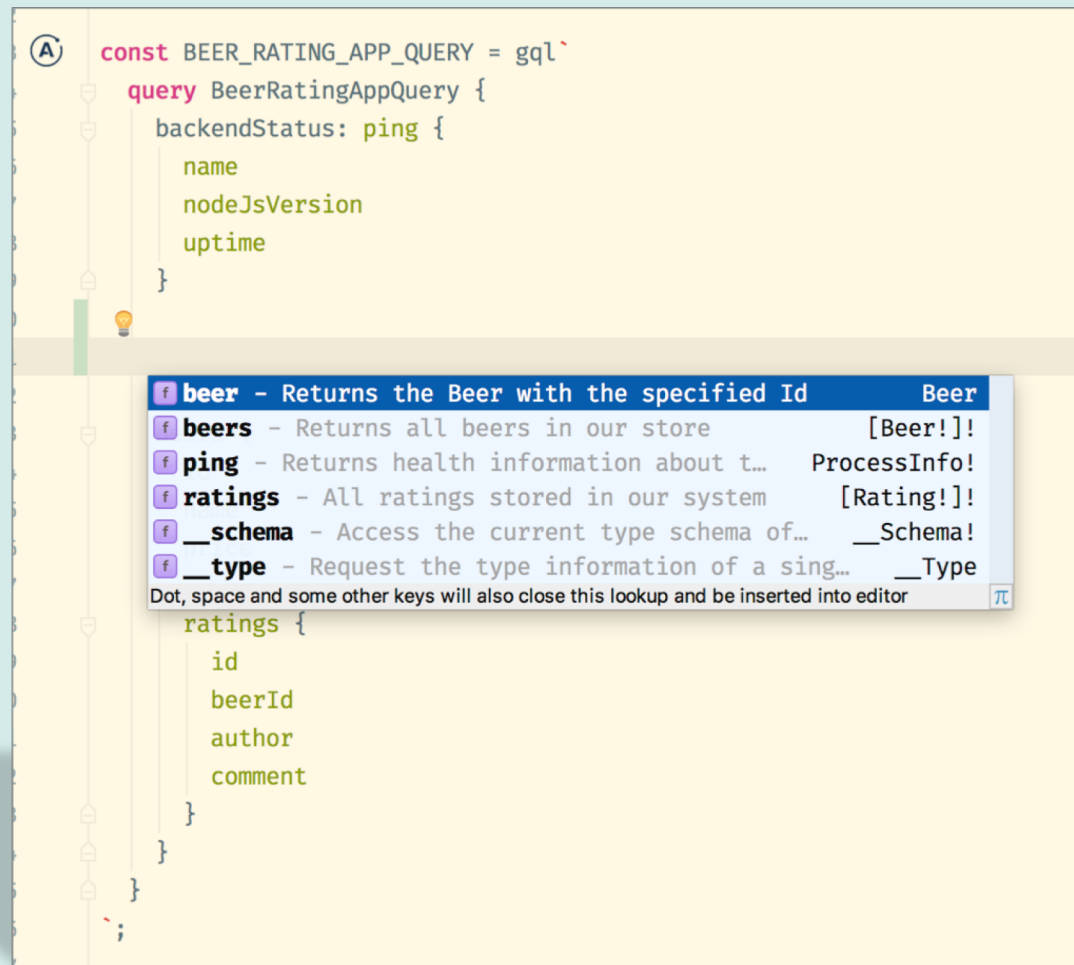 const BEER_RATING_APP_QUERY = gql`
query BeerRatingAppQuery {
backendStatus: ping {
name
nodeJsVersion
uptime
}
f beer – Returns the Beer with the specified Id Beer
f beers – Returns all beers in our store [Beer!]!
f ping – Returns health information about t… ProcessInfo!
f ratings – All ratings stored in our system [Rating!]!
f __schema – Access the current type schema of… __Schema!
f __type – Request the type information of a sing… __Type
Dot, space and some other keys will also close this lookup and be inserted into editor π
ratings {
id
beerId
author
comment
}
}
}
`;